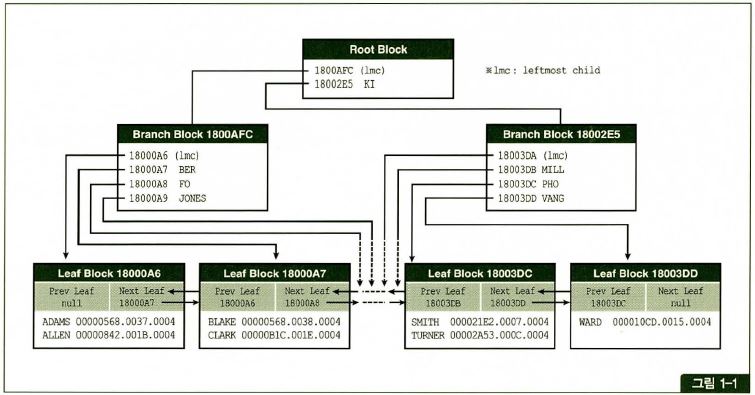 Root Block
1800AFC (lmc)
18002E5 KI
※lmc: leftmost child
Branch Block 1800AFC
18000A6 (lmc)
18000A7 BER
18000A8 FO
18000A9 JONES
Branch Block 18002E5
18003DA (lmc)
18003DB MILL
18003DC PHO
18003DD VANG
Leaf Block 18000A6
Prev Leaf Next Leaf
null 18000A7
ADAMS 00000568.0037.0004
ALLEN 00000842.001B.0004
Leaf Block 18000A7
Prev Leaf Next Leaf
18000A6 18000A8
BLAKE 00000568.0038.0004
CLARK 00000B1C.001E.0004
Leaf Block 18003DC
Prev Leaf Next Leaf
18003DB 18003DD
SMITH 000021E2.0007.0004
TURNER 00002A53.000C.0004
Leaf Block 18003DD
Prev Leaf Next Leaf
18003DC null
WARD 000010CD.0015.0004
그림 1-1